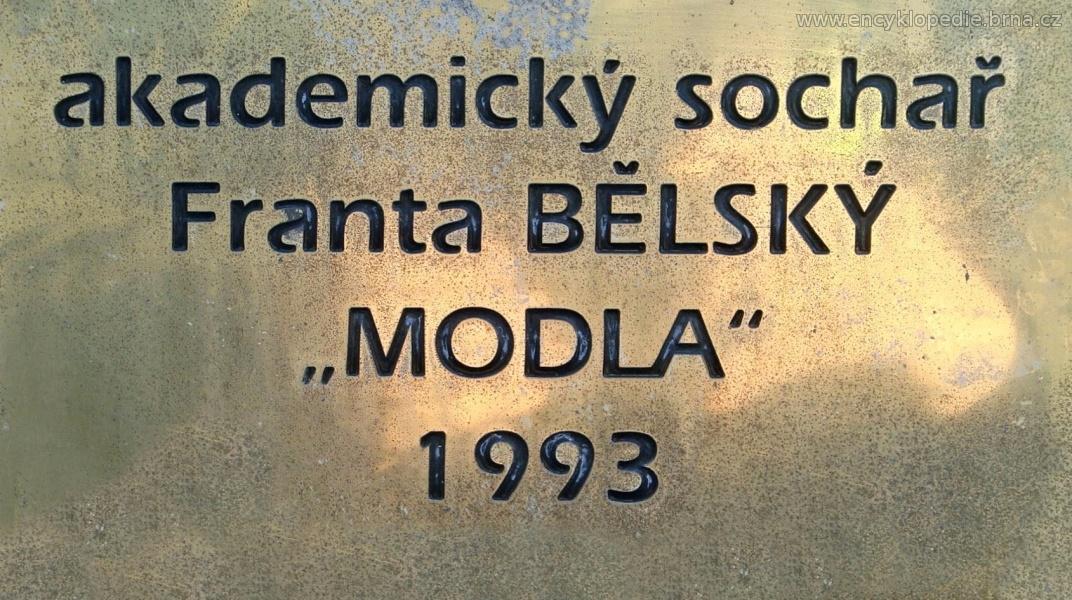 www.encyklopedie.brna.cz
akademický sochař
Franta BĚLSKÝ
„MODLA“
1993